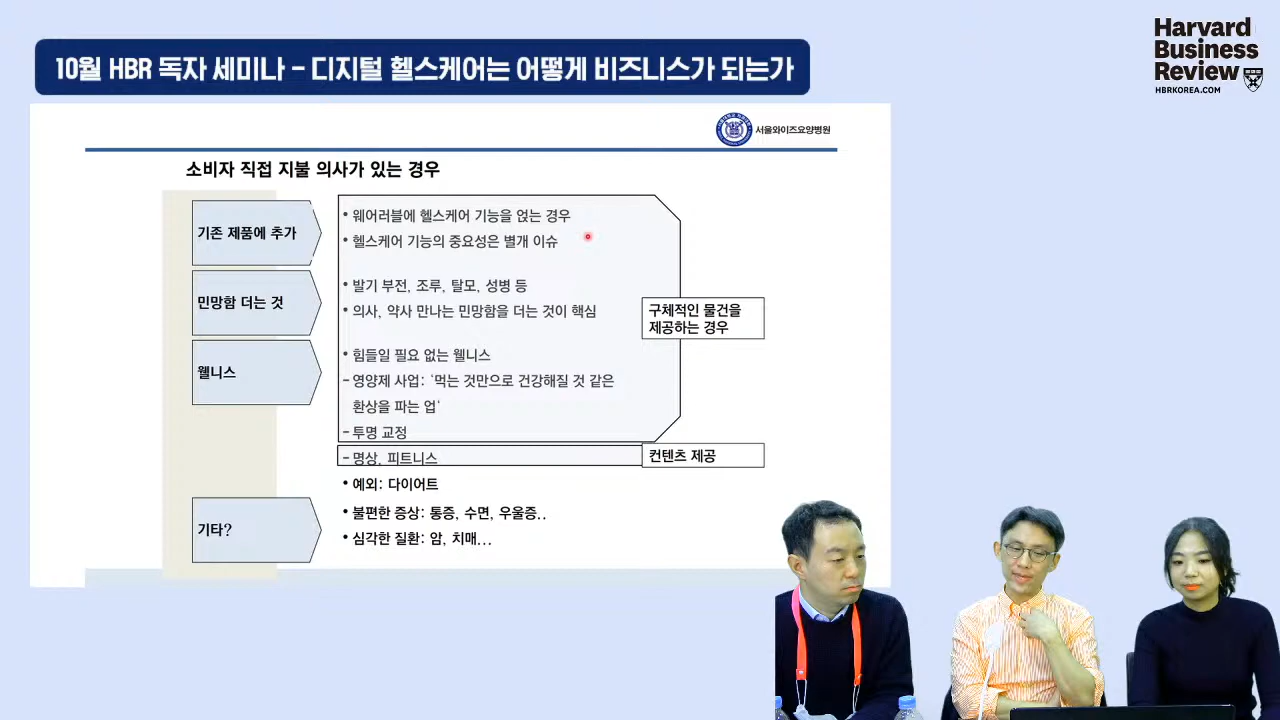 Harvard
Business
Review
HBRKOREA.COM
10월 HBR 독자 세미나 – 디지털 헬스케어는 어떻게 비즈니스가 되는가
서울와이즈요양병원
소비자 직접 지불 의사가 있는 경우
기존 제품에 추가
• 웨어러블에 헬스케어 기능을 얹는 경우
• 헬스케어 기능의 중요성은 별개 이슈
민망함 더는 것
• 발기 부전, 조루, 탈모, 성병 등
• 의사, 약사 만나는 민망함을 더는 것이 핵심
구체적인 물건을
제공하는 경우
웰니스
• 힘들일 필요 없는 웰니스
– 영양제 사업: '먹는 것만으로 건강해질 것 같은
환상을 파는 업'
– 투명 교정
– 명상, 피트니스
컨텐츠 제공
• 예외: 다이어트
기타?
• 불편한 증상: 통증, 수면, 우울증..
• 심각한 질환: 암, 치매...